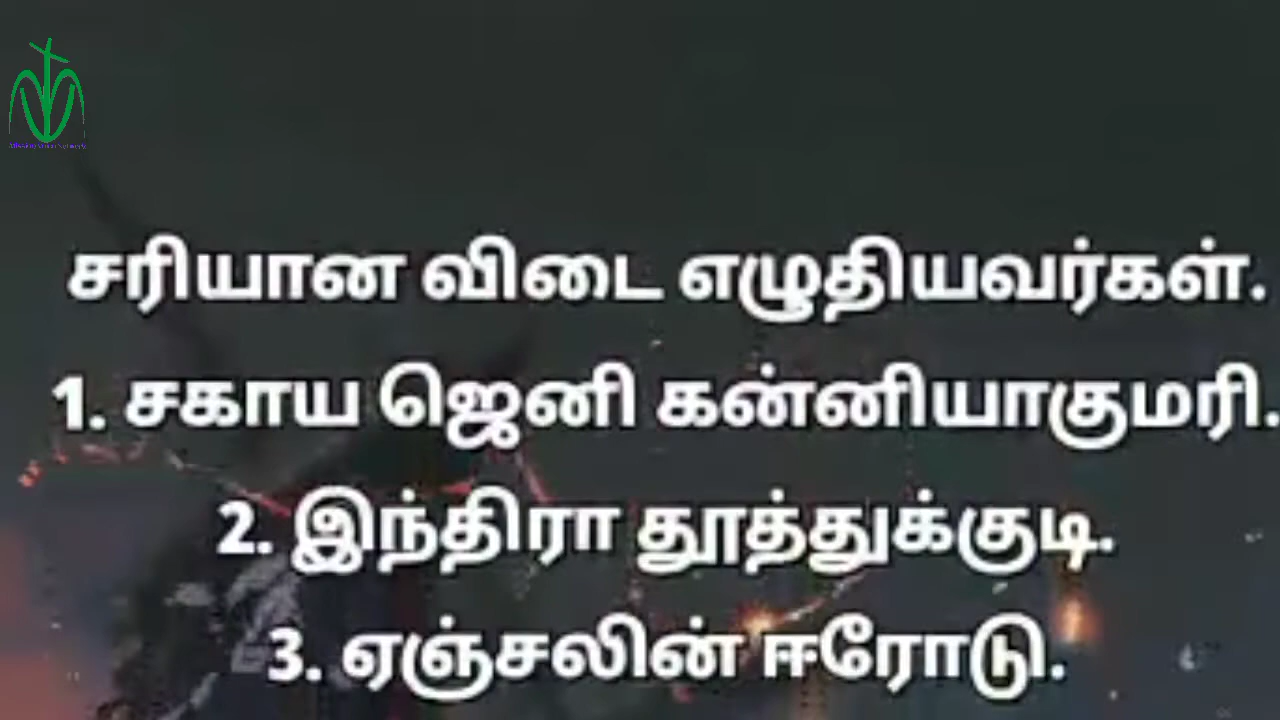 சரியான விடை எழுதியவர்கள்.
1. சகாய ஜெனி கன்னியாகுமரி.
2. இந்திரா தூத்துக்குடி.
3. ஏஞ்சலின் ஈரோடு.